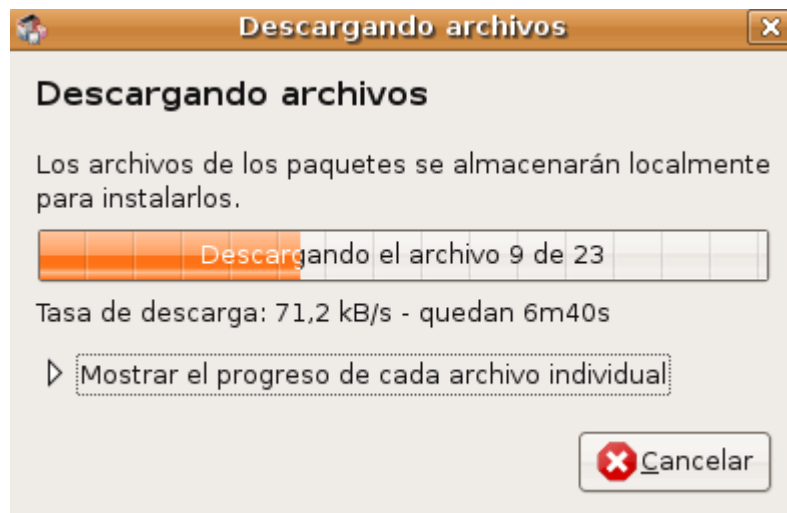 Descargando archivos
Descargando archivos
Los archivos de los paquetes se almacenarán localmente
para instalarlos.
Descargando el archivo 9 de 23
Tasa de descarga: 71,2 kB/s - quedan 6m40s
Mostrar el progreso de cada archivo individual
Cancelar